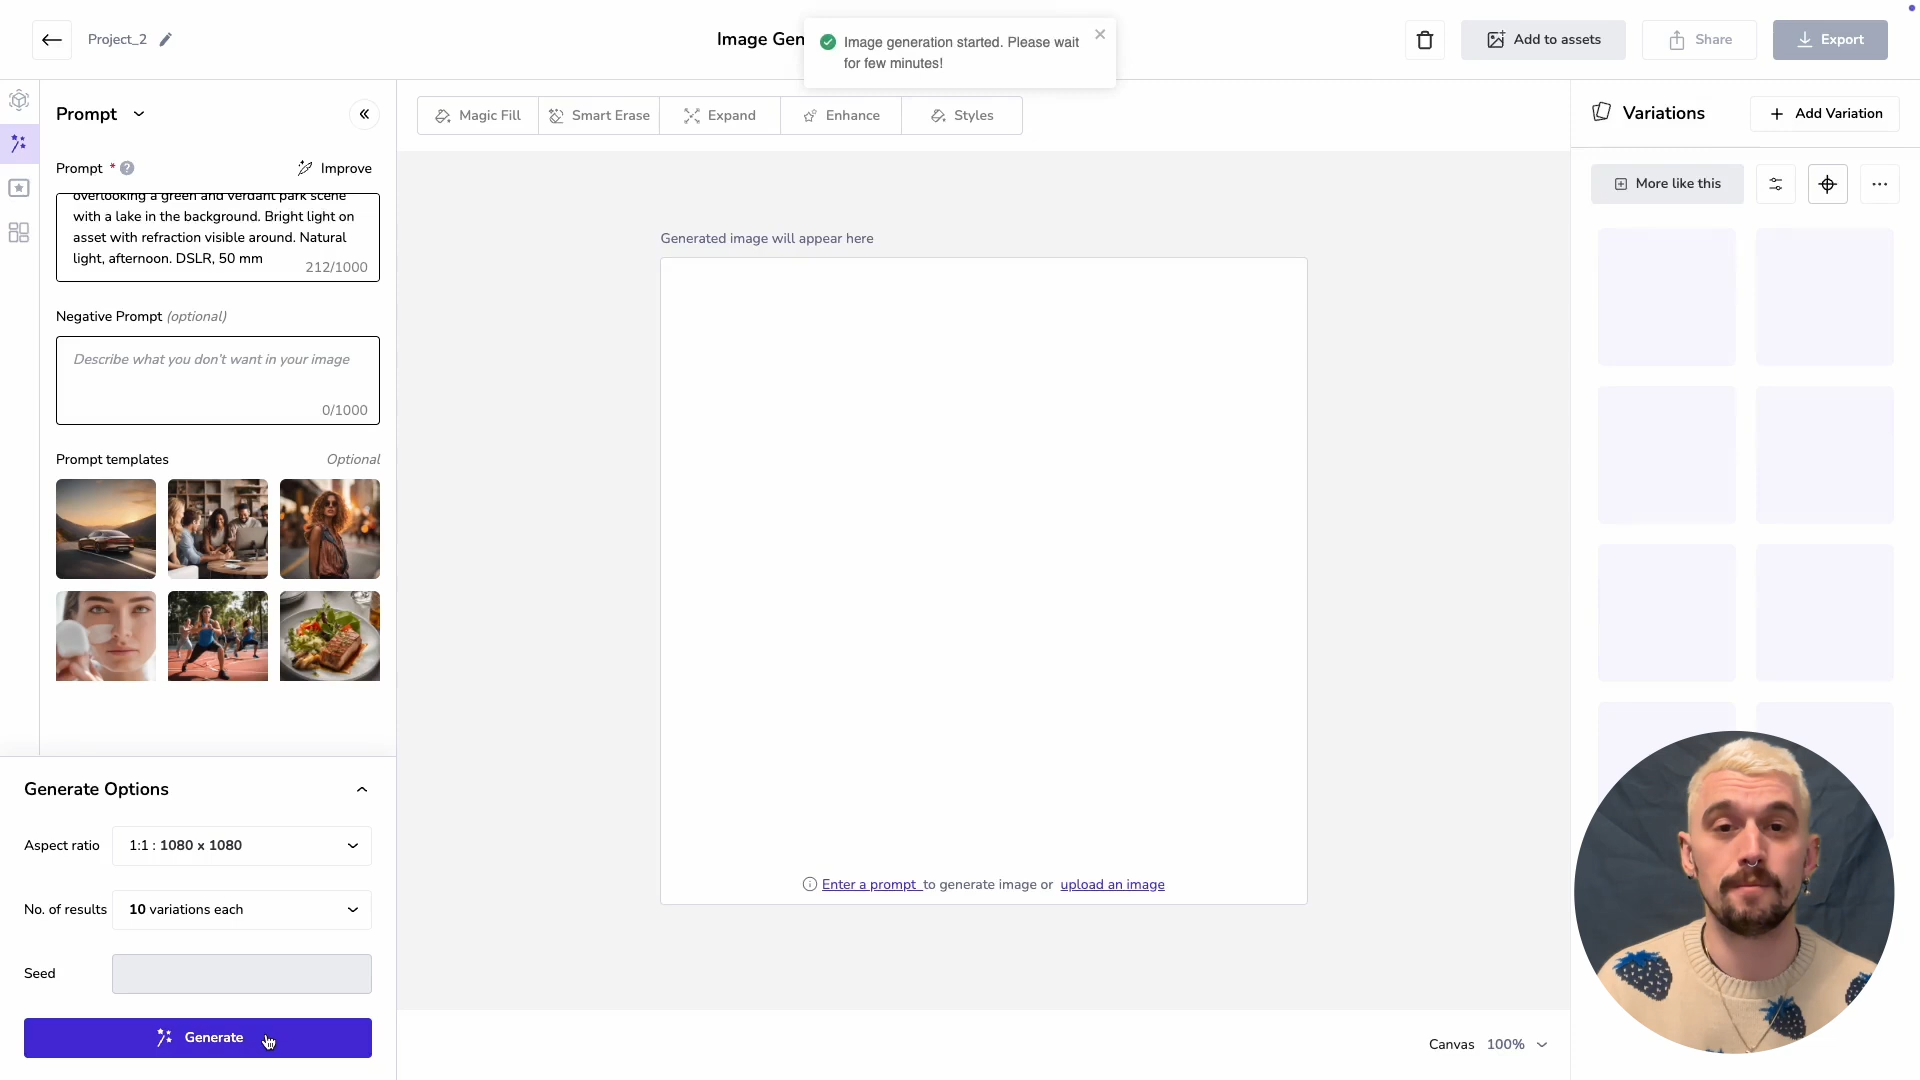 Project_2
Image Gen
Image generation started. Please wait
for few minutes!
Add to assets
Share
Export
Prompt
Magic Fill
Smart Erase
Expand
Enhance
Styles
Variations
Add Variation
Prompt *
Improve
More like this
overlooking a green and verdant park scene
with a lake in the background. Bright light on
asset with refraction visible around. Natural
light, afternoon. DSLR, 50 mm
212/1000
Generated image will appear here
Negative Prompt (optional)
Describe what you don't want in your image
0/1000
Prompt templates
Optional
Generate Options
Aspect ratio
1:1 : 1080 x 1080
No. of results
10 variations each
Seed
Generate
Enter a prompt to generate image or upload an image
Canvas 100%